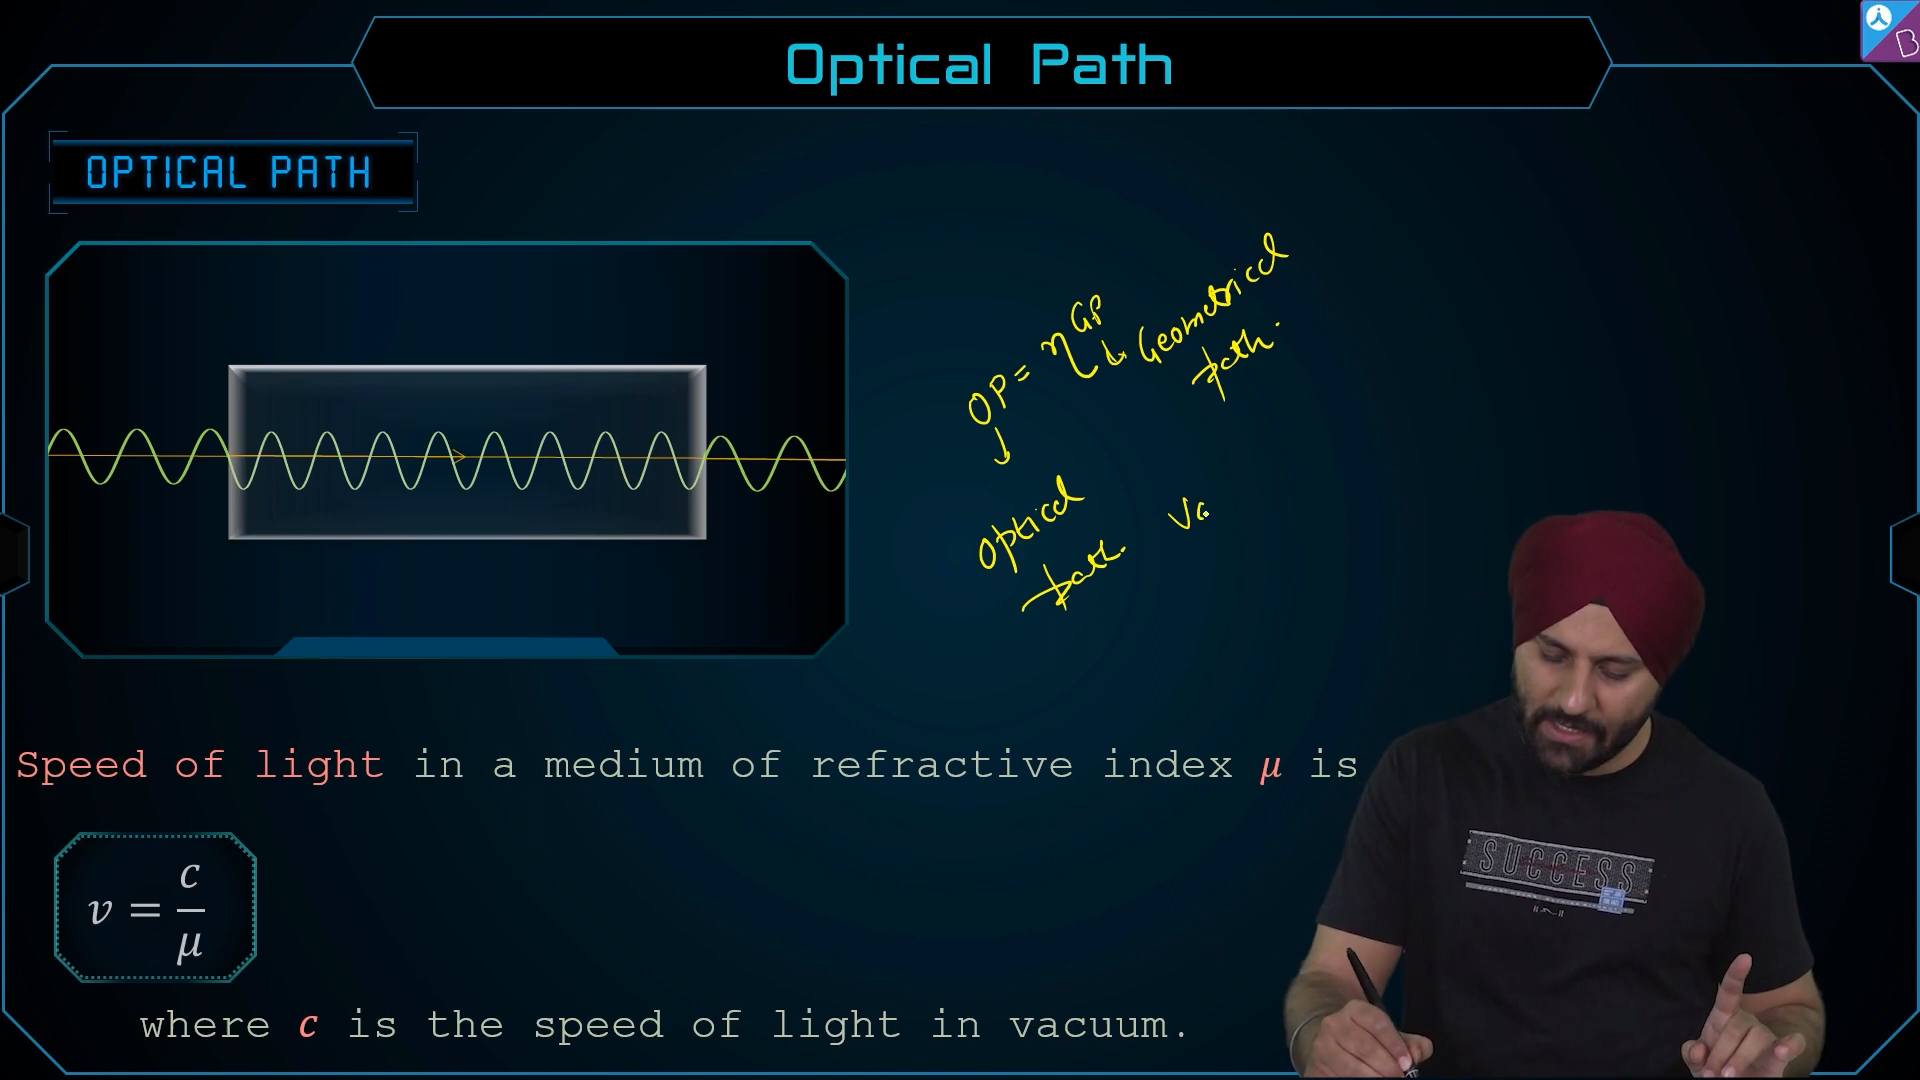 Optical Path
OPTICAL PATH
OP = η GP
Geometrical
path.
Optical
path.
Va
Speed of light in a medium of refractive index μ is
v = c/μ
where c is the speed of light in vacuum.
SUCCESS
B